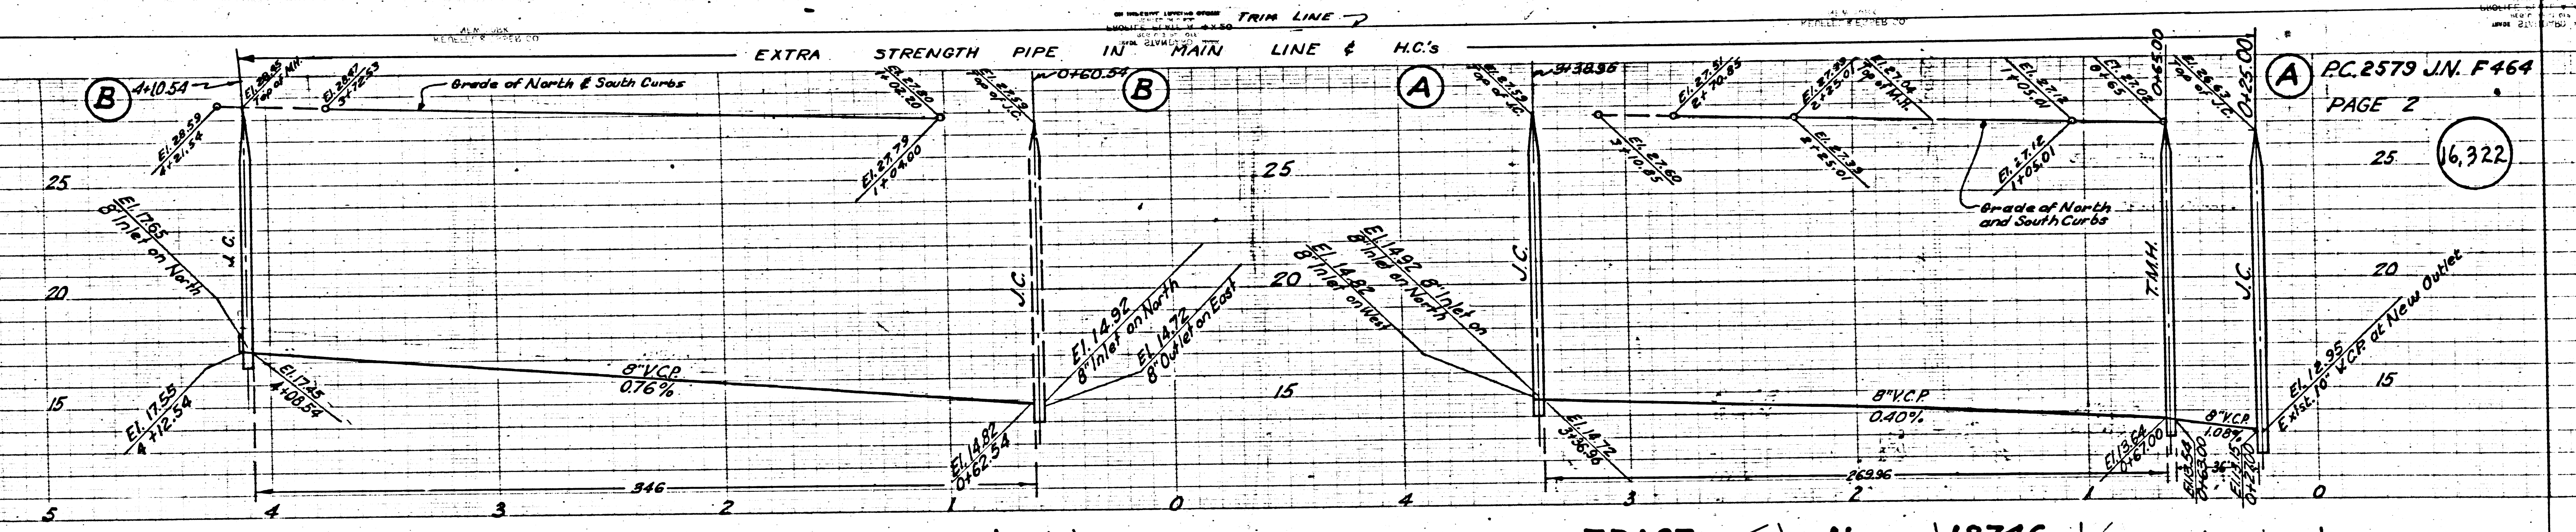 TRIM LINE
EXTRA STRENGTH PIPE IN MAIN LINE & H.C.'s
B
4+10.54
El. 28.59
4+21.54
Top of M.H.
El. 28.67
3+72.53
Grade of North & South Curbs
El. 27.80
1+02.20
El. 27.79
1+04.00
El. 27.59
Top of J.C.
0+60.54
B
A
El. 27.59
Top of J.C.
3+38.96
El. 27.60
3+10.85
El. 27.51
2+70.85
El. 27.39
2+25.01
El. 27.39
2+25.01
El. 27.04
Top of M.H.
El. 27.12
1+05.01
El. 27.12
1+05.01
El. 27.02
0+65
0+65.00
El. 26.63
Top of J.C.
0+25.00
A
P.C. 2579 J.N. F 464
PAGE 2
16,322
Grade of North
and South Curbs
25
25
25
20
20
20
15
15
15
El. 17.65
8" Inlet on North
J.C.
El. 17.55
4+12.54
El. 17.45
4+08.54
8" V.C.P.
0.76%
J.C.
El. 14.92
8" Inlet on North
El. 14.72
8" Outlet on East
El. 14.82
0+62.54
El. 14.82
8" Inlet on West
El. 14.92 8" Inlet on
8" Inlet on North
J.C.
El. 14.72
3+36.96
8" V.C.P.
0.40%
T.M.H.
J.C.
El. 13.64
0+67.00
El. 13.54
0+63.00
8" V.C.P.
1.08%
36
El. 13.15
0+27.00
El. 12.95
Exist. 10" V.C.P. at New Outlet
346
269.96
5 4 3 2 1 0 4 3 2 1 0
TRACT No. 18746